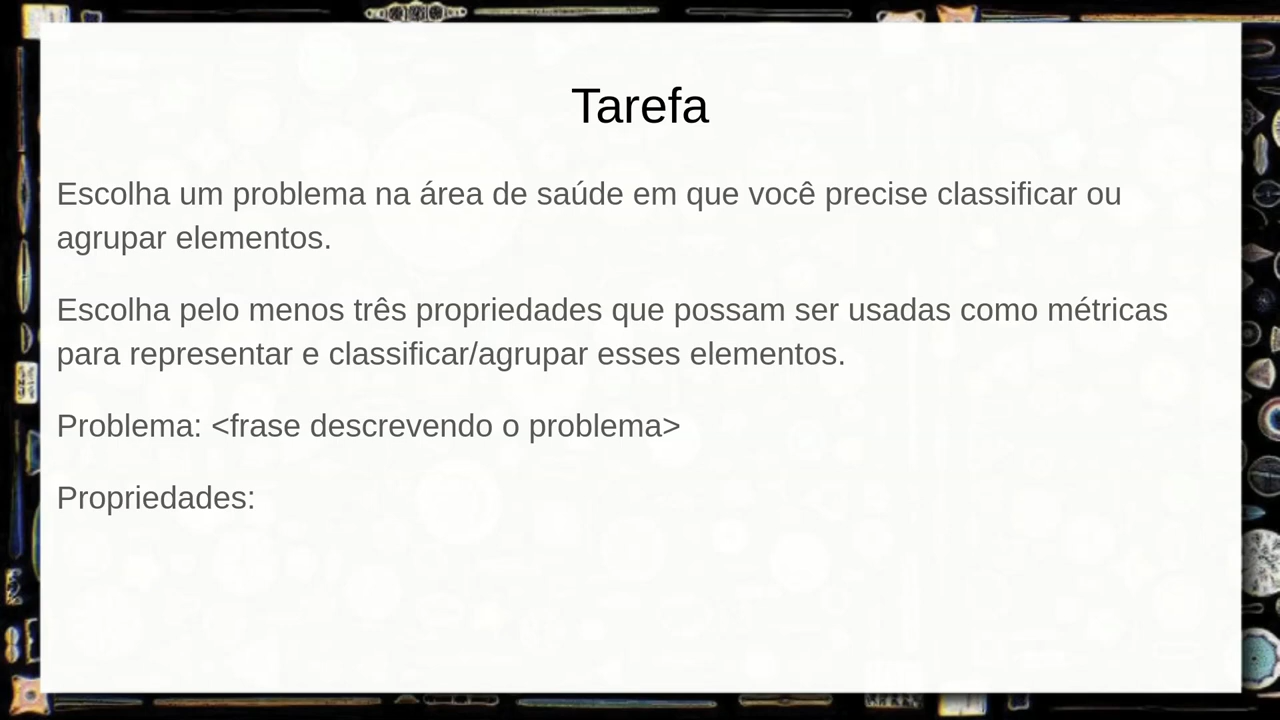 Tarefa
Escolha um problema na área de saúde em que você precise classificar ou
agrupar elementos.
Escolha pelo menos três propriedades que possam ser usadas como métricas
para representar e classificar/agrupar esses elementos.
Problema: <frase descrevendo o problema>
Propriedades: